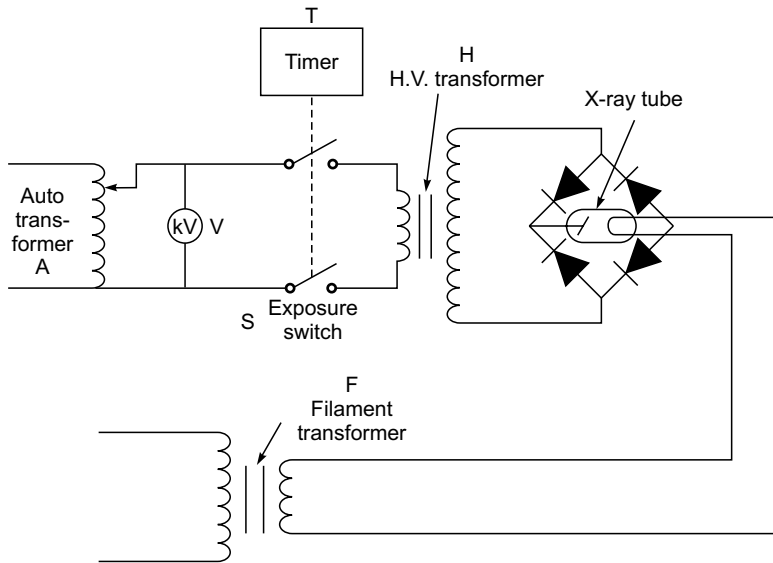 T
Timer
H
H.V. transformer
X-ray tube
Auto
trans-
former
A
kV V
S
Exposure
switch
F
Filament
transformer